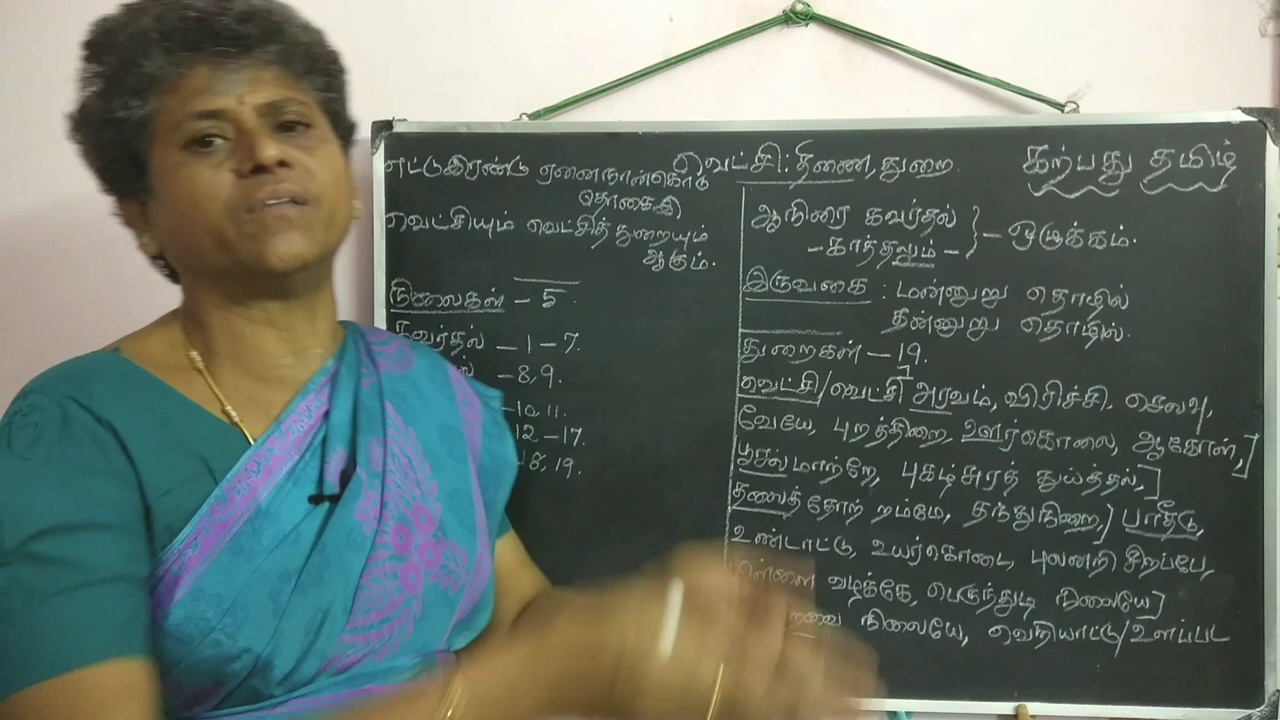 வெட்சி: திணை, துறை.
கற்பது தமிழ்
எட்டுஇரண்டு ஏனைநான்கொடு
தொகைஇ
வெட்சியும் வெட்சித் துறையும்
ஆகும்.
நிலைகள் - 5
கவர்தல் - 1 - 7.
- 8, 9.
- 10, 11.
- 12 - 17.
18, 19.
ஆநிரை கவர்தல் } - ஒழுக்கம்.
- காத்தலும் -
இருவகை : மன்னுறு தொழில்
தன்னுறு தொழில்.
துறைகள் - 19.
வெட்சி/வெட்சி அரவம், விரிச்சி, செலவு,
வேயே, புறத்திறை, ஊர்கொலை, ஆகோள்,]
பூசல் மாற்றே, புகழ்சுரத் துய்த்தல்,]
தலைத்தோற் றம்மே, தந்துநிறை,] பாதீடு,
உண்டாட்டு, உயர்கொடை, புலனறி சிறப்பே,
பிள்ளை வழக்கே, பெருந்துடி நிலையே]
நிலையே, வெறியாட்டு/உளப்பட